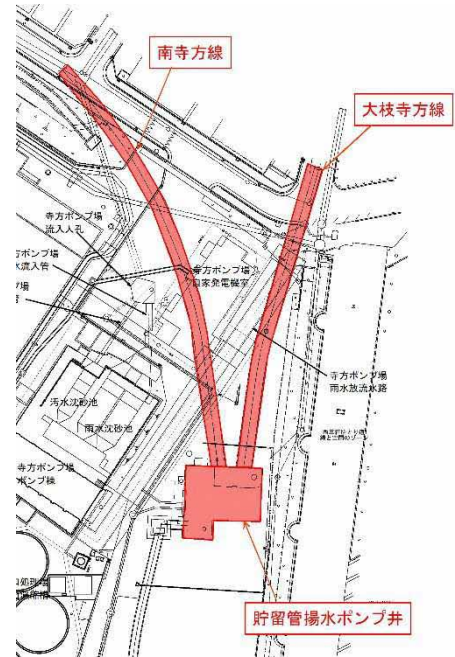 南寺方線
大枝寺方線
寺方ポンプ場
流入人孔
方ポンプ場
水流入管
プ場
寺方ポンプ場
自家発電機室
寺方ポンプ場
雨水放流水路
汚水沈砂池
雨水沈砂池
寺方ポンプ場
ポンプ棟
貯留管揚水ポンプ井